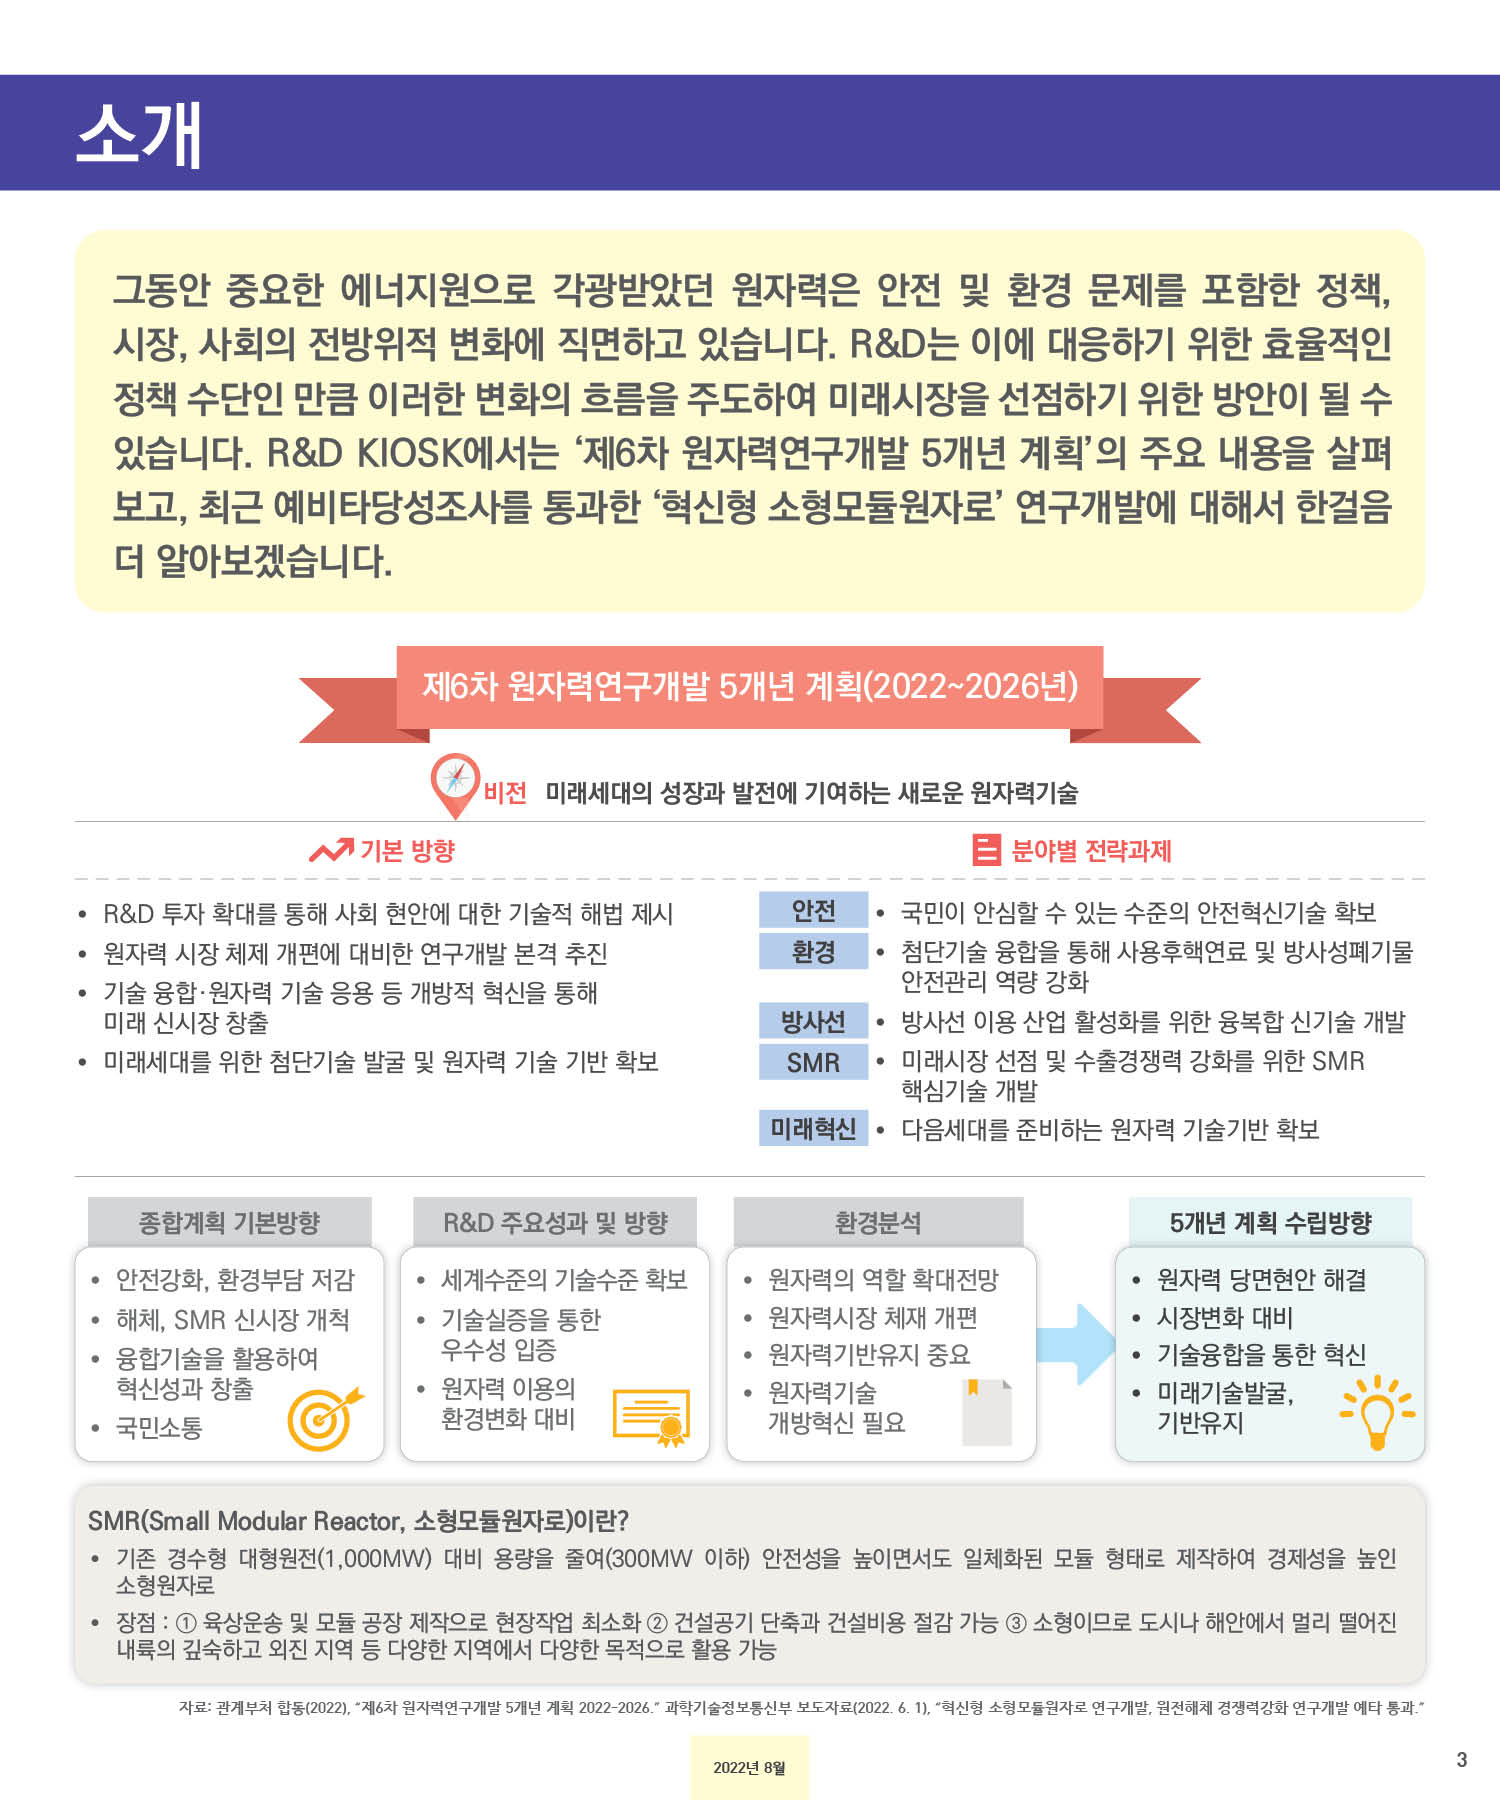 소개
그동안 중요한 에너지원으로 각광받았던 원자력은 안전 및 환경 문제를 포함한 정책,
시장, 사회의 전방위적 변화에 직면하고 있습니다. R&D는 이에 대응하기 위한 효율적인
정책 수단인 만큼 이러한 변화의 흐름을 주도하여 미래시장을 선점하기 위한 방안이 될 수
있습니다. R&D KIOSK에서는 ‘제6차 원자력연구개발 5개년 계획’의 주요 내용을 살펴
보고, 최근 예비타당성조사를 통과한 ‘혁신형 소형모듈원자로’ 연구개발에 대해서 한걸음
더 알아보겠습니다.
제6차 원자력연구개발 5개년 계획(2022~2026년)
비전 미래세대의 성장과 발전에 기여하는 새로운 원자력기술
기본 방향
• R&D 투자 확대를 통해 사회 현안에 대한 기술적 해법 제시
• 원자력 시장 체제 개편에 대비한 연구개발 본격 추진
• 기술 융합·원자력 기술 응용 등 개방적 혁신을 통해
미래 신시장 창출
• 미래세대를 위한 첨단기술 발굴 및 원자력 기술 기반 확보
분야별 전략과제
안전 • 국민이 안심할 수 있는 수준의 안전혁신기술 확보
환경 • 첨단기술 융합을 통해 사용후핵연료 및 방사성폐기물
안전관리 역량 강화
방사선 • 방사선 이용 산업 활성화를 위한 융복합 신기술 개발
SMR • 미래시장 선점 및 수출경쟁력 강화를 위한 SMR
핵심기술 개발
미래혁신 • 다음세대를 준비하는 원자력 기술기반 확보
종합계획 기본방향
• 안전강화, 환경부담 저감
• 해체, SMR 신시장 개척
• 융합기술을 활용하여
혁신성과 창출
• 국민소통
R&D 주요성과 및 방향
• 세계수준의 기술수준 확보
• 기술실증을 통한
우수성 입증
• 원자력 이용의
환경변화 대비
환경분석
• 원자력의 역할 확대전망
• 원자력시장 체재 개편
• 원자력기반유지 중요
• 원자력기술
개방혁신 필요
5개년 계획 수립방향
• 원자력 당면현안 해결
• 시장변화 대비
• 기술융합을 통한 혁신
• 미래기술발굴,
기반유지
SMR(Small Modular Reactor, 소형모듈원자로)이란?
• 기존 경수형 대형원전(1,000MW) 대비 용량을 줄여(300MW 이하) 안전성을 높이면서도 일체화된 모듈 형태로 제작하여 경제성을 높인
소형원자로
• 장점 : ① 육상운송 및 모듈 공장 제작으로 현장작업 최소화 ② 건설공기 단축과 건설비용 절감 가능 ③ 소형이므로 도시나 해안에서 멀리 떨어진
내륙의 깊숙하고 외진 지역 등 다양한 지역에서 다양한 목적으로 활용 가능
자료: 관계부처 합동(2022), “제6차 원자력연구개발 5개년 계획 2022-2026.” 과학기술정보통신부 보도자료(2022. 6. 1), “혁신형 소형모듈원자로 연구개발, 원전해체 경쟁력강화 연구개발 예타 통과.”
2022년 8월
3